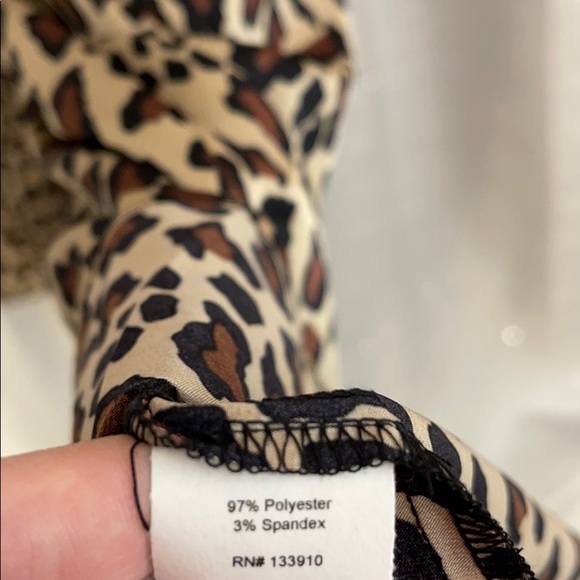 97% Polyester
3% Spandex
RN# 133910